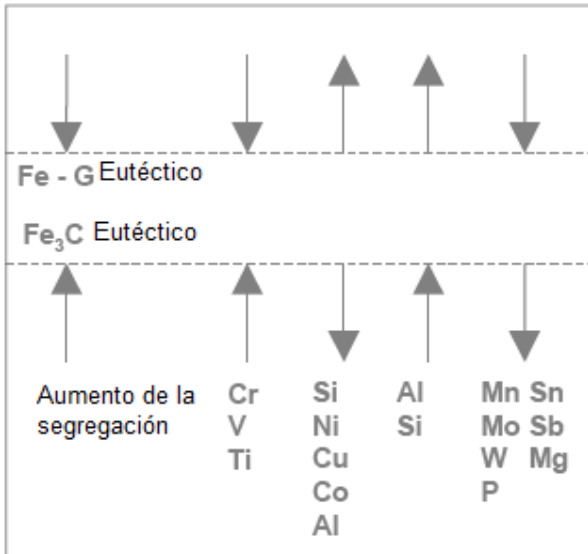 Fe - G Eutéctico
Fe₃C Eutéctico
Aumento de la
segregación
Cr
V
Ti
Si
Ni
Cu
Co
Al
Al
Si
Mn Sn
Mo Sb
W Mg
P